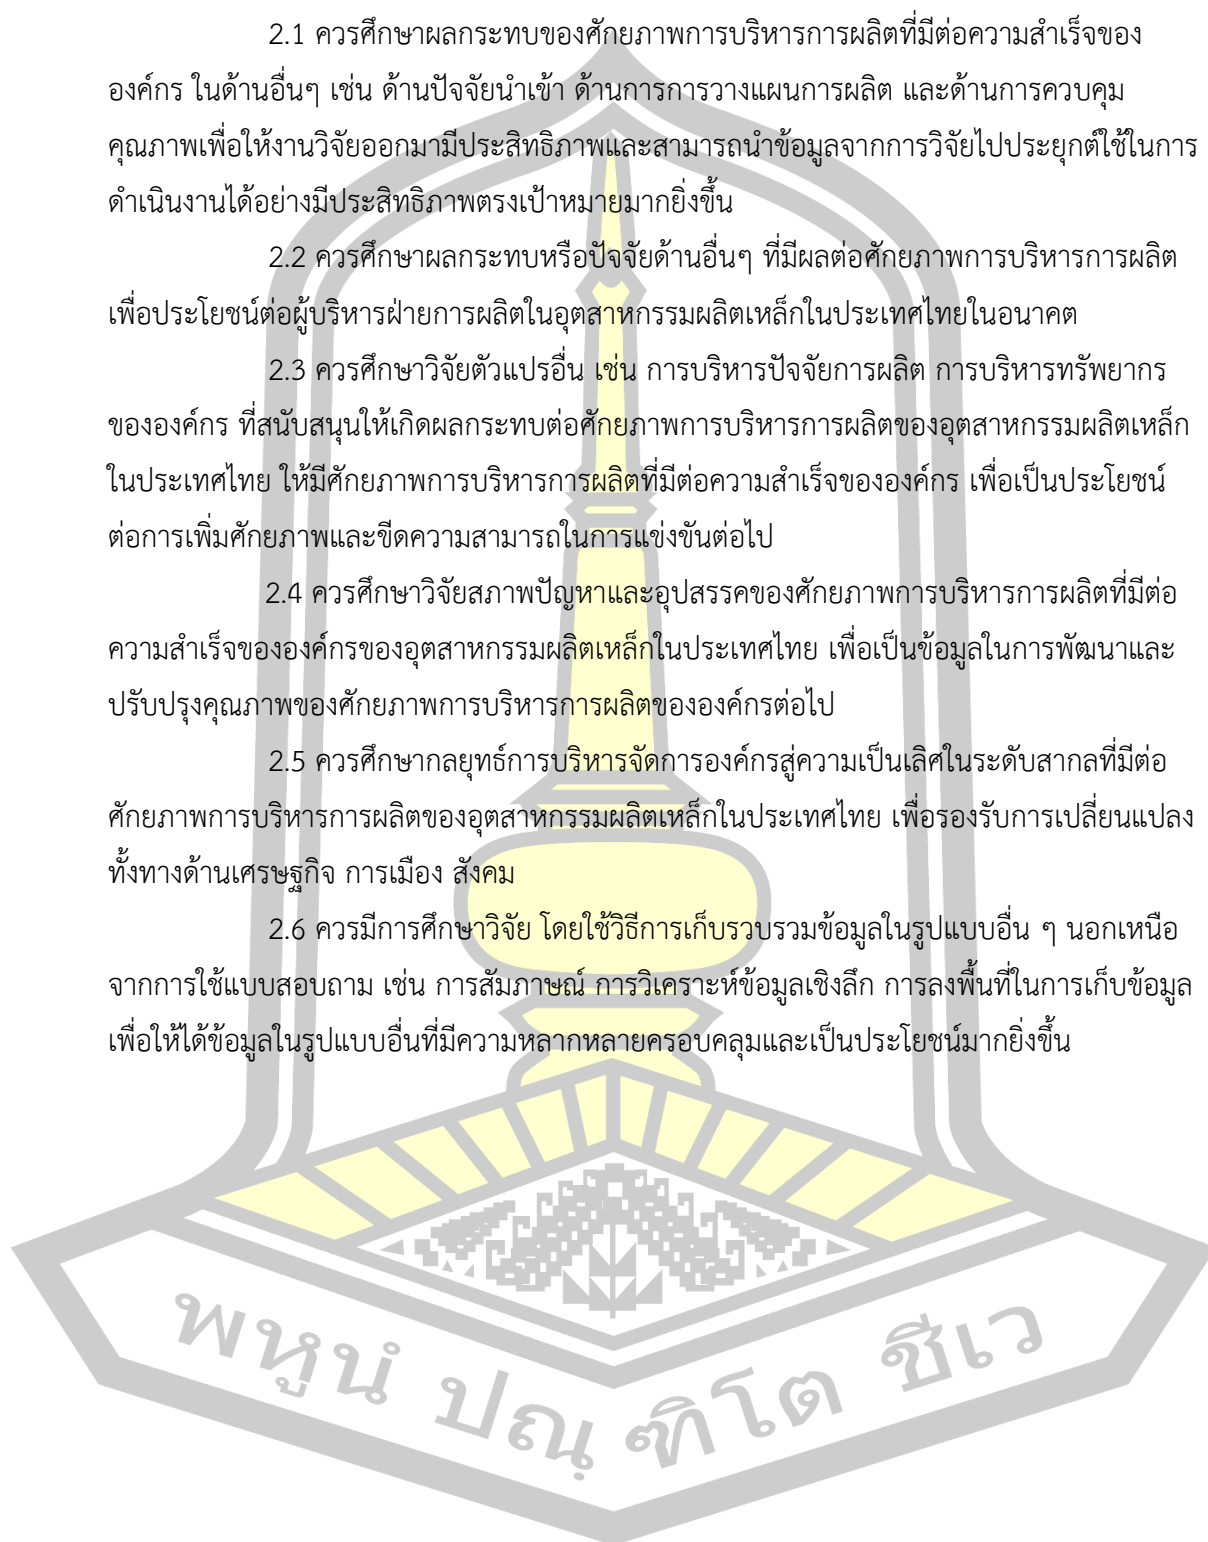 2.1 ควรศึกษาผลกระทบของศักยภาพการบริหารการผลิตที่มีต่อความสำเร็จของ
องค์กร ในด้านอื่นๆ เช่น ด้านปัจจัยนำเข้า ด้านการการวางแผนการผลิต และด้านการควบคุม
คุณภาพเพื่อให้งานวิจัยออกมามีประสิทธิภาพและสามารถนำข้อมูลจากการวิจัยไปประยุกต์ใช้ในการ
ดำเนินงานได้อย่างมีประสิทธิภาพตรงเป้าหมายมากยิ่งขึ้น
2.2 ควรศึกษาผลกระทบหรือปัจจัยด้านอื่นๆ ที่มีผลต่อศักยภาพการบริหารการผลิต
เพื่อประโยชน์ต่อผู้บริหารฝ่ายการผลิตในอุตสาหกรรมผลิตเหล็กในประเทศไทยในอนาคต
2.3 ควรศึกษาวิจัยตัวแปรอื่น เช่น การบริหารปัจจัยการผลิต การบริหารทรัพยากร
ขององค์กร ที่สนับสนุนให้เกิดผลกระทบต่อศักยภาพการบริหารการผลิตของอุตสาหกรรมผลิตเหล็ก
ในประเทศไทย ให้มีศักยภาพการบริหารการผลิตที่มีต่อความสำเร็จขององค์กร เพื่อเป็นประโยชน์
ต่อการเพิ่มศักยภาพและขีดความสามารถในการแข่งขันต่อไป
2.4 ควรศึกษาวิจัยสภาพปัญหาและอุปสรรคของศักยภาพการบริหารการผลิตที่มีต่อ
ความสำเร็จขององค์กรของอุตสาหกรรมผลิตเหล็กในประเทศไทย เพื่อเป็นข้อมูลในการพัฒนาและ
ปรับปรุงคุณภาพของศักยภาพการบริหารการผลิตขององค์กรต่อไป
2.5 ควรศึกษากลยุทธ์การบริหารจัดการองค์กรสู่ความเป็นเลิศในระดับสากลที่มีต่อ
ศักยภาพการบริหารการผลิตของอุตสาหกรรมผลิตเหล็กในประเทศไทย เพื่อรองรับการเปลี่ยนแปลง
ทั้งทางด้านเศรษฐกิจ การเมือง สังคม
2.6 ควรมีการศึกษาวิจัย โดยใช้วิธีการเก็บรวบรวมข้อมูลในรูปแบบอื่น ๆ นอกเหนือ
จากการใช้แบบสอบถาม เช่น การสัมภาษณ์ การวิเคราะห์ข้อมูลเชิงลึก การลงพื้นที่ในการเก็บข้อมูล
เพื่อให้ได้ข้อมูลในรูปแบบอื่นที่มีความหลากหลายครอบคลุมและเป็นประโยชน์มากยิ่งขึ้น
พหูนํ ปณฺฑิโต ชีเว